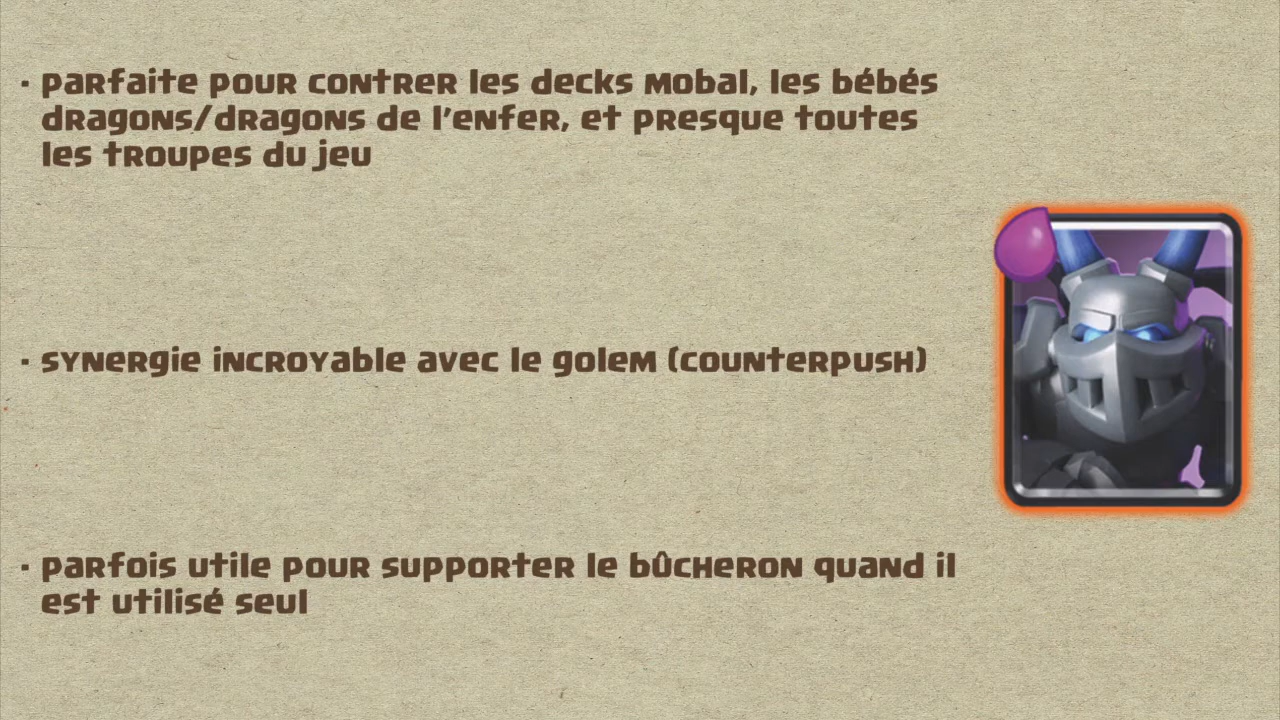 · parfaite pour contrer les decks mobal, les bébés
dragons/dragons de l'enfer, et presque toutes
les troupes du jeu
· synergie incroyable avec le golem (counterpush)
· parfois utile pour supporter le bûcheron quand il
est utilisé seul